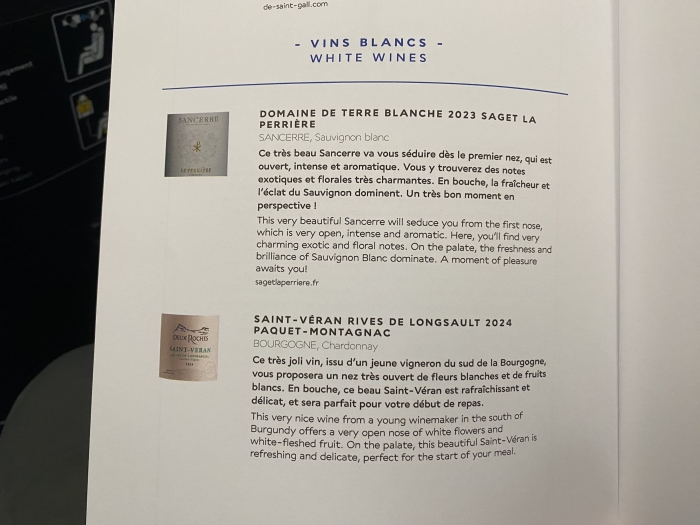 de-saint-gall.com
- VINS BLANCS -
WHITE WINES
SANCERRE
DOMAINE DE TERRE BLANCHE 2023 SAGET LA
PERRIÈRE
SANCERRE, Sauvignon blanc
Ce très beau Sancerre va vous séduire dès le premier nez, qui est
ouvert, intense et aromatique. Vous y trouverez des notes
exotiques et florales très charmantes. En bouche, la fraîcheur et
l'éclat du Sauvignon dominent. Un très bon moment en
perspective !
This very beautiful Sancerre will seduce you from the first nose,
which is very open, intense and aromatic. Here, you'll find very
charming exotic and floral notes. On the palate, the freshness and
brilliance of Sauvignon Blanc dominate. A moment of pleasure
awaits you!
sagetlaperriere.fr
DEUX ROCHES
SAINT-VÉRAN
SAINT-VÉRAN RIVES DE LONGSAULT 2024
PAQUET-MONTAGNAC
BOURGOGNE, Chardonnay
Ce très joli vin, issu d'un jeune vigneron du sud de la Bourgogne,
vous proposera un nez très ouvert de fleurs blanches et de fruits
blancs. En bouche, ce beau Saint-Véran est rafraîchissant et
délicat, et sera parfait pour votre début de repas.
This very nice wine from a young winemaker in the south of
Burgundy offers a very open nose of white flowers and
white-fleshed fruit. On the palate, this beautiful Saint-Véran is
refreshing and delicate, perfect for the start of your meal.